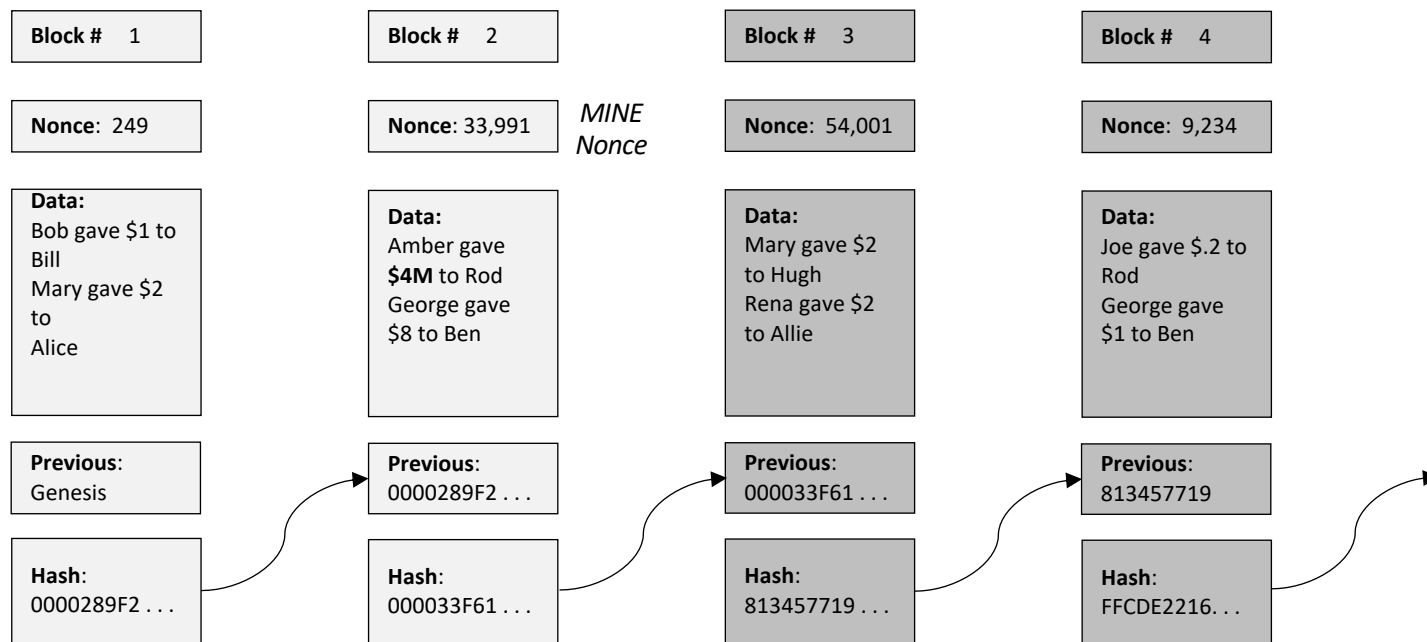 Block # 1
Nonce: 249
Data:
Bob gave $1 to
Bill
Mary gave $2
to
Alice
Previous:
Genesis
Hash:
0000289F2 . . .
Block # 2
Nonce: 33,991
MINE
Nonce
Data:
Amber gave
$4M to Rod
George gave
$8 to Ben
Previous:
0000289F2 . . .
Hash:
000033F61 . . .
Block # 3
Nonce: 54,001
Data:
Mary gave $2
to Hugh
Rena gave $2
to Allie
Previous:
000033F61 . . .
Hash:
813457719 . . .
Block # 4
Nonce: 9,234
Data:
Joe gave $.2 to
Rod
George gave
$1 to Ben
Previous:
813457719
Hash:
FFCDE2216. . .